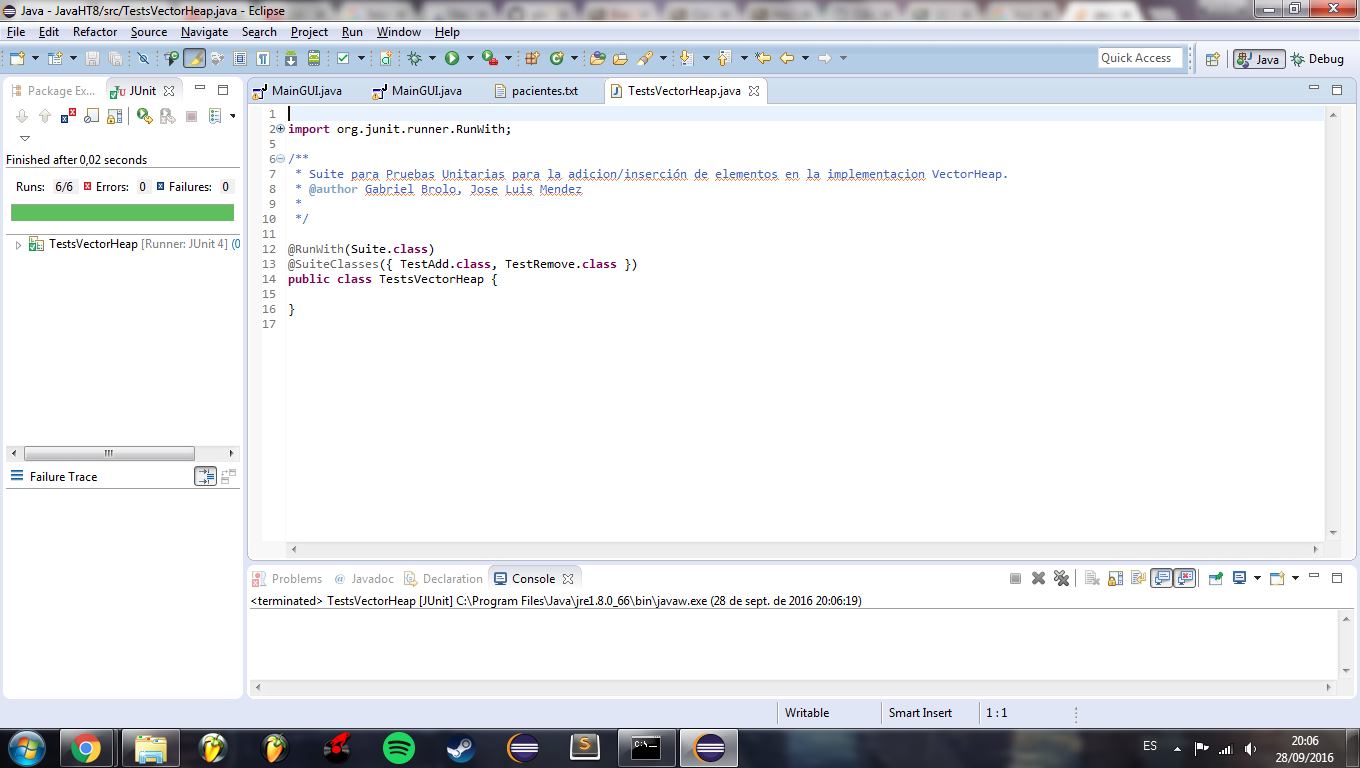 Java - JavaHT8/src/TestsVectorHeap.java - Eclipse
File Edit Refactor Source Navigate Search Project Run Window Help
Quick Access Java Debug
Package Ex... JUnit
MainGUI.java MainGUI.java pacientes.txt TestsVectorHeap.java
Finished after 0,02 seconds
Runs: 6/6 Errors: 0 Failures: 0
TestsVectorHeap [Runner: JUnit 4] (0
Failure Trace
1
2 import org.junit.runner.RunWith;
5
6 /**
7 * Suite para Pruebas Unitarias para la adicion/inserción de elementos en la implementacion VectorHeap.
8 * @author Gabriel Brolo, Jose Luis Mendez
9 *
10 */
11
12 @RunWith(Suite.class)
13 @SuiteClasses({ TestAdd.class, TestRemove.class })
14 public class TestsVectorHeap {
15
16 }
17
Problems @ Javadoc Declaration Console
<terminated> TestsVectorHeap [JUnit] C:\Program Files\Java\jre1.8.0_66\bin\javaw.exe (28 de sept. de 2016 20:06:19)
Writable Smart Insert 1 : 1
ES 20:06
28/09/2016